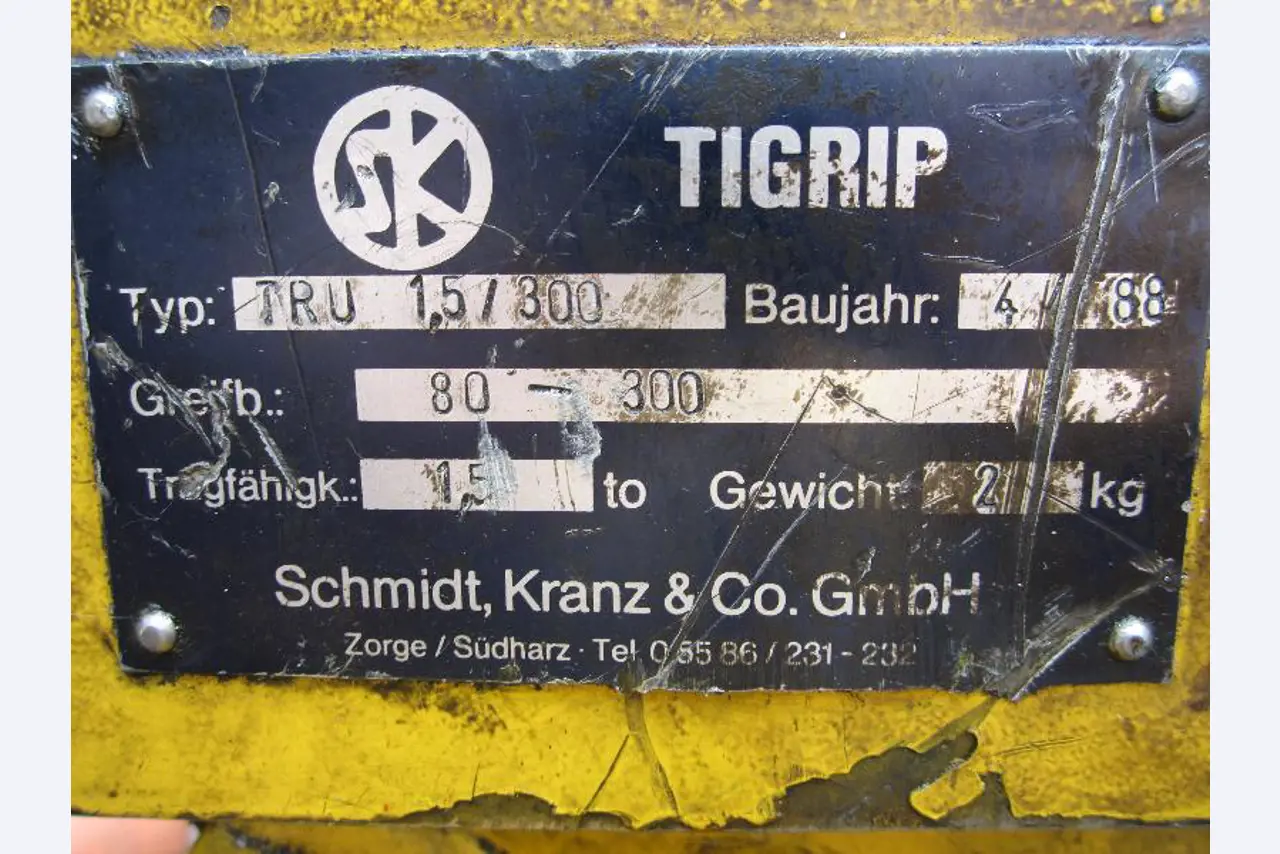 SK TIGRIP
Typ: TRU 1,5/300 Baujahr: 4/88
Greifb.: 80 - 300
Tragfähigk.: 1,5 to Gewicht: kg
Schmidt, Kranz & Co. GmbH
Zorge / Südharz · Tel 0 55 86 / 231 - 232